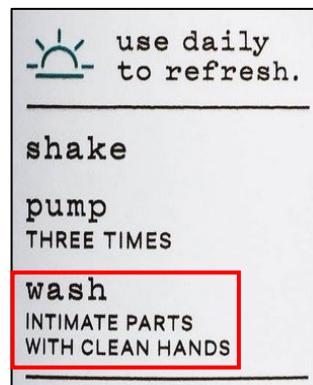 use daily
to refresh.
shake
pump
THREE TIMES
wash
INTIMATE PARTS
WITH CLEAN HANDS